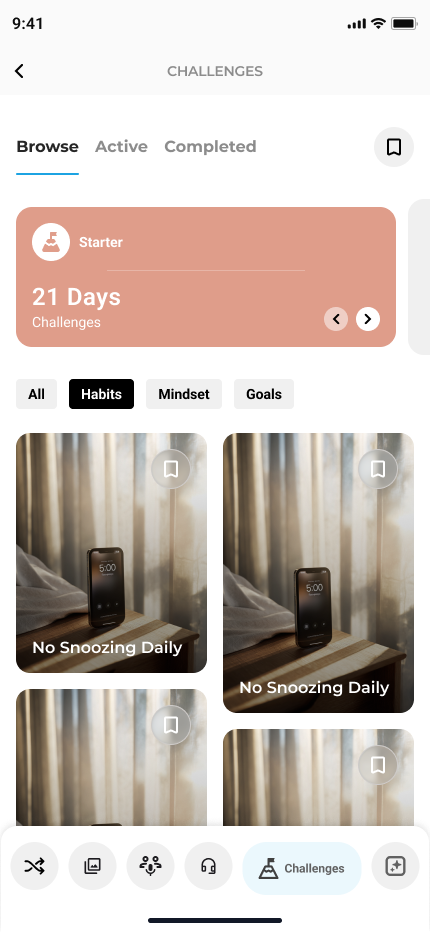 9:41
CHALLENGES
Browse Active Completed
Starter
21 Days
Challenges
All Habits Mindset Goals
5:00
5:00
No Snoozing Daily
No Snoozing Daily
Challenges